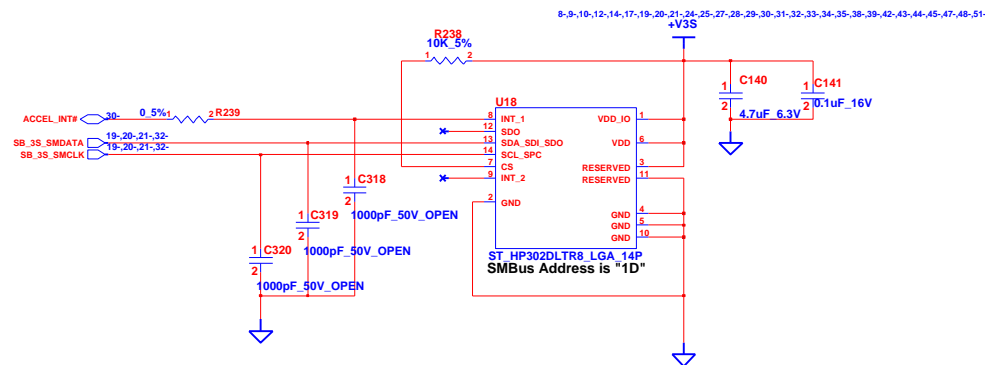 8-,9-,10-,12-,14-,17-,19-,20-,21-,24-,25-,27-,28-,29-,30-,31-,32-,33-,34-,35-,38-,39-,42-,43-,44-,45-,47-,48-,51-
+V3S
R238
10K_5%
1 2
C140
1
2
4.7uF_6.3V
C141
1
2
0.1uF_16V
U18
ACCEL_INT# 30- 0_5% 1 2 R239
8 INT_1 VDD_IO 1
12 SDO
SB_3S_SMDATA 19-,20-,21-,32-
13 SDA_SDI_SDO VDD 6
SB_3S_SMCLK 19-,20-,21-,32-
14 SCL_SPC
7 CS RESERVED 3
9 INT_2 RESERVED 11
2 GND
GND 4
GND 5
GND 10
1 C318
2
1000pF_50V_OPEN
1 C319
2
1000pF_50V_OPEN
1 C320
2
1000pF_50V_OPEN
ST_HP302DLTR8_LGA_14P
SMBus Address is "1D"